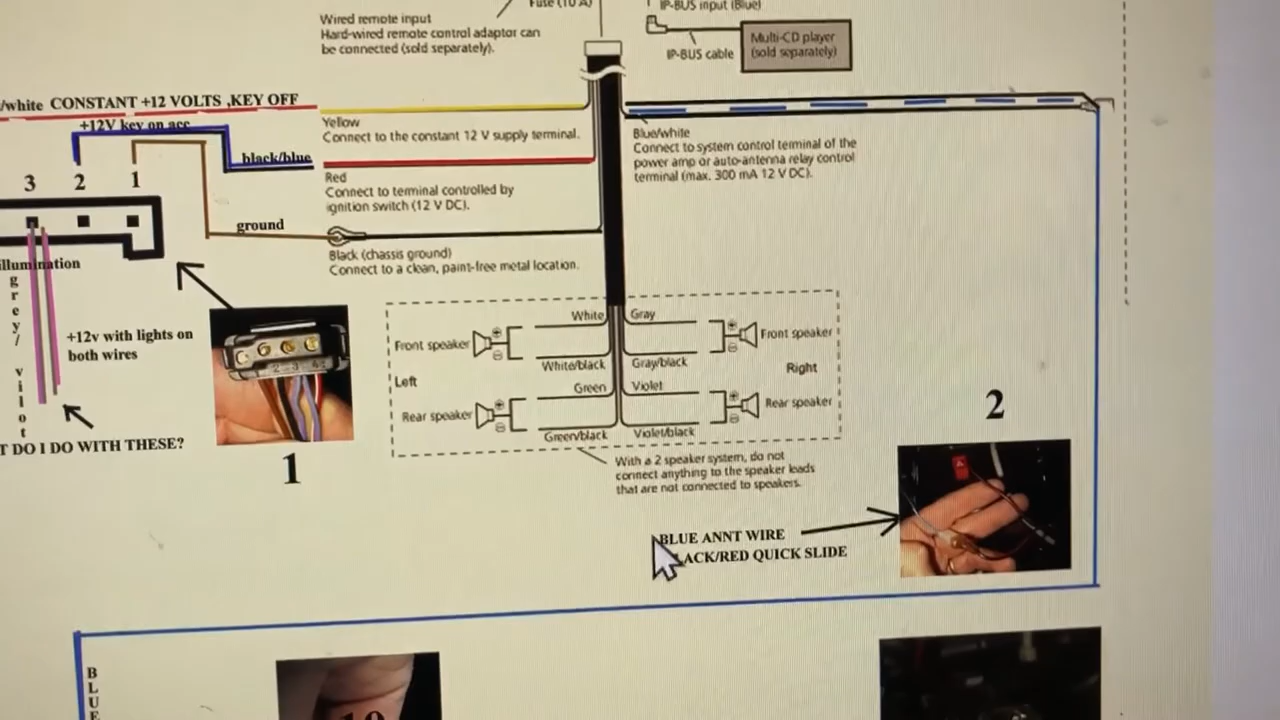 Fuse (10 A)
IP-BUS input (Blue)
Wired remote input
Hard-wired remote control adaptor can
be connected (sold separately).
Multi-CD player
(sold separately)
IP-BUS cable
/white CONSTANT +12 VOLTS ,KEY OFF
+12V key on acc
Yellow
Connect to the constant 12 V supply terminal.
Blue/white
Connect to system control terminal of the
power amp or auto-antenna relay control
terminal (max. 300 mA 12 V DC).
black/blue
Red
Connect to terminal controlled by
ignition switch (12 V DC).
3 2 1
ground
Black (chassis ground)
Connect to a clean, paint-free metal location.
illumination
grey/ vilot
+12v with lights on
both wires
T DO I DO WITH THESE?
1
White
Gray
Front speaker
Front speaker
White/black
Gray/black
Left
Right
Green
Violet
Rear speaker
Rear speaker
Green/black
Violet/black
With a 2 speaker system, do not
connect anything to the speaker leads
that are not connected to speakers.
2
BLUE ANNT WIRE
LACK/RED QUICK SLIDE
BLUE
10